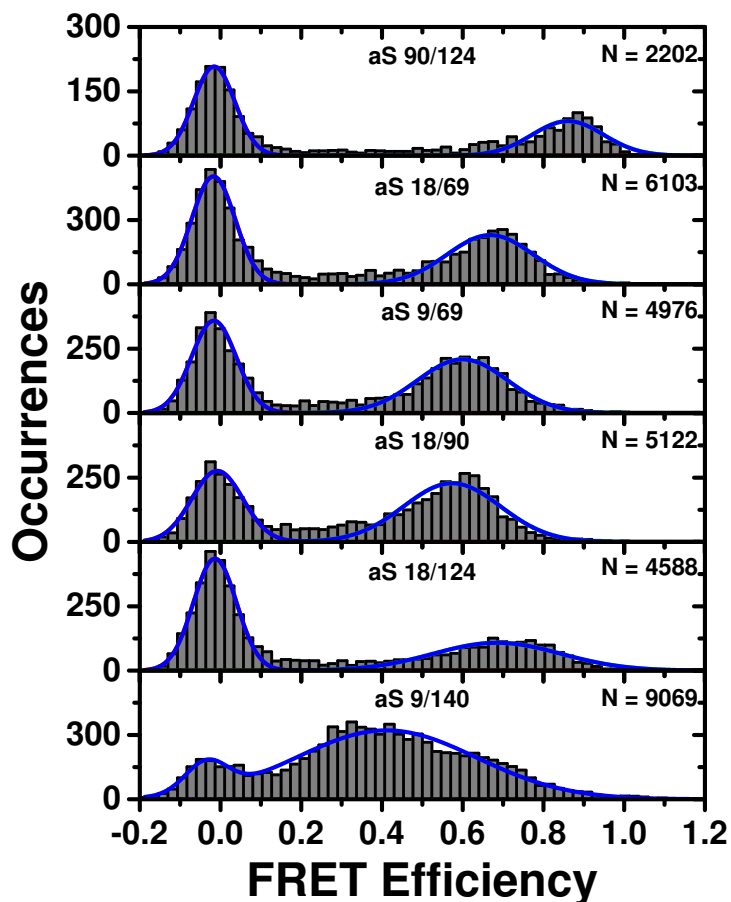 300
aS 90/124
N = 2202
150
0
aS 18/69
N = 6103
300
0
aS 9/69
N = 4976
250
0
aS 18/90
N = 5122
250
0
aS 18/124
N = 4588
250
0
aS 9/140
N = 9069
300
0
Occurrences
-0.2 0.0 0.2 0.4 0.6 0.8 1.0 1.2
FRET Efficiency